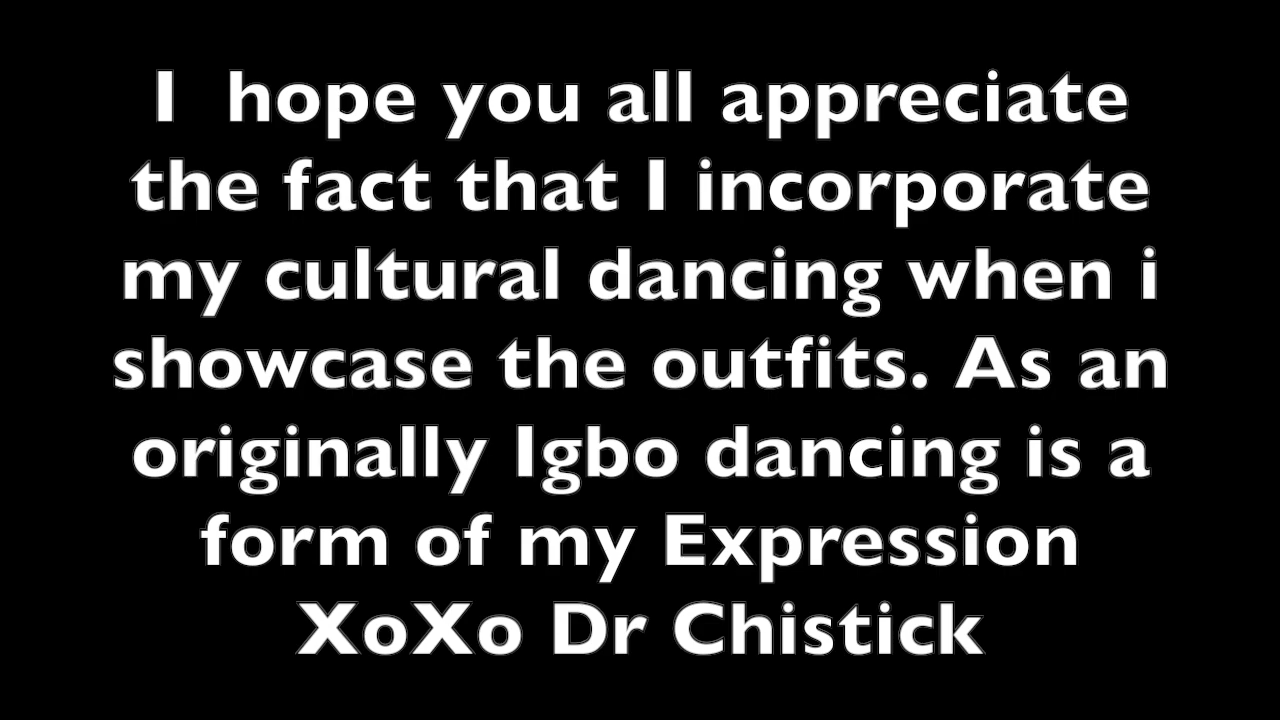 I  hope you all appreciate
the fact that I incorporate
my cultural dancing when i
showcase the outfits. As an
originally Igbo dancing is a
form of my Expression
XoXo Dr Chistick